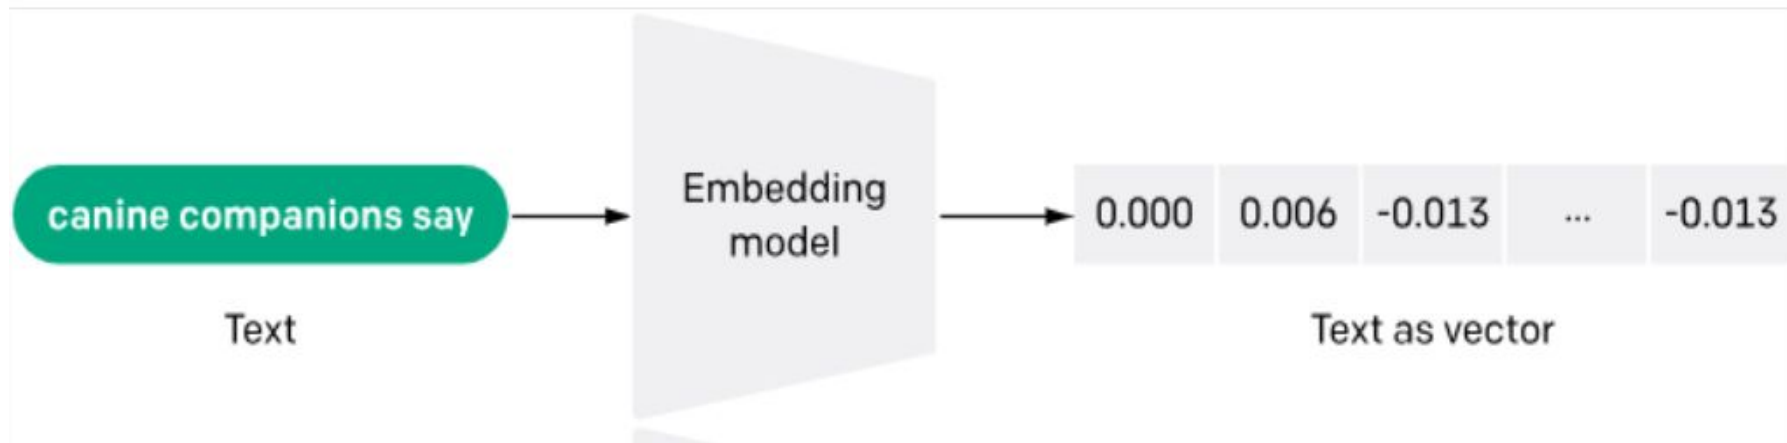 canine companions say
Embedding
model
0.000 0.006 -0.013 ... -0.013
Text
Text as vector